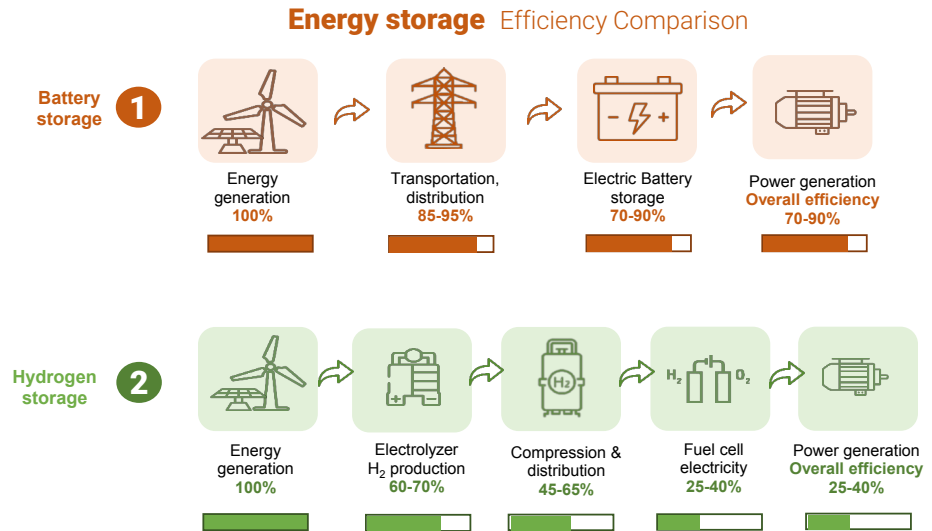 Energy storage Efficiency Comparison
Battery
storage
1
- +
Energy
generation
100%
Transportation,
distribution
85-95%
Electric Battery
storage
70-90%
Power generation
Overall efficiency
70-90%
Hydrogen
storage
2
+ −
H₂
H₂ O₂
Energy
generation
100%
Electrolyzer
H₂ production
60-70%
Compression &
distribution
45-65%
Fuel cell
electricity
25-40%
Power generation
Overall efficiency
25-40%